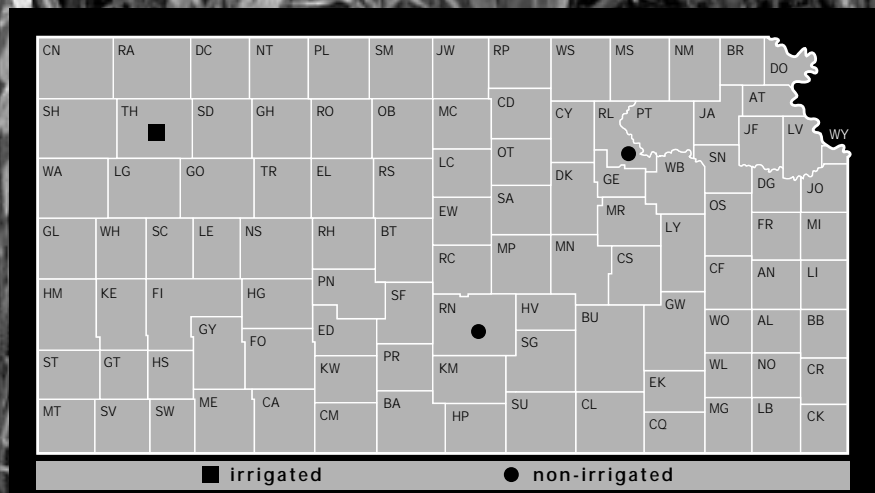 CN RA DC NT PL SM JW RP WS MS NM BR
DO
CD AT
SH TH SD GH RO OB MC CY RL PT JA
JF LV WY
OT
WA LG GO TR EL RS LC DK GE WB SN
DG JO
SA
EW MR OS
GL WH SC LE NS RH BT LY FR MI
RC MP MN CS CF AN LI
PN
HM KE FI HG SF
RN HV BU GW WO AL BB
GY ED
FO SG
ST GT HS KW PR KM WL NO CR
EK
MT SV SW ME CA CM BA HP SU CL MG LB CK
CQ
irrigated non-irrigated